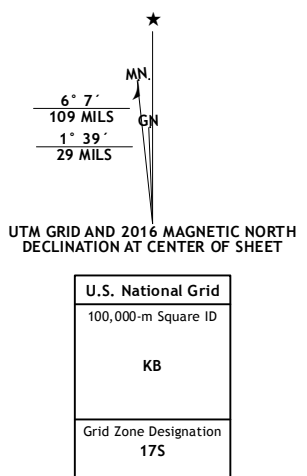 MN.
6° 7´
109 MILS
GN
1° 39´
29 MILS
UTM GRID AND 2016 MAGNETIC NORTH
DECLINATION AT CENTER OF SHEET
U.S. National Grid
100,000-m Square ID
KB
Grid Zone Designation
17S